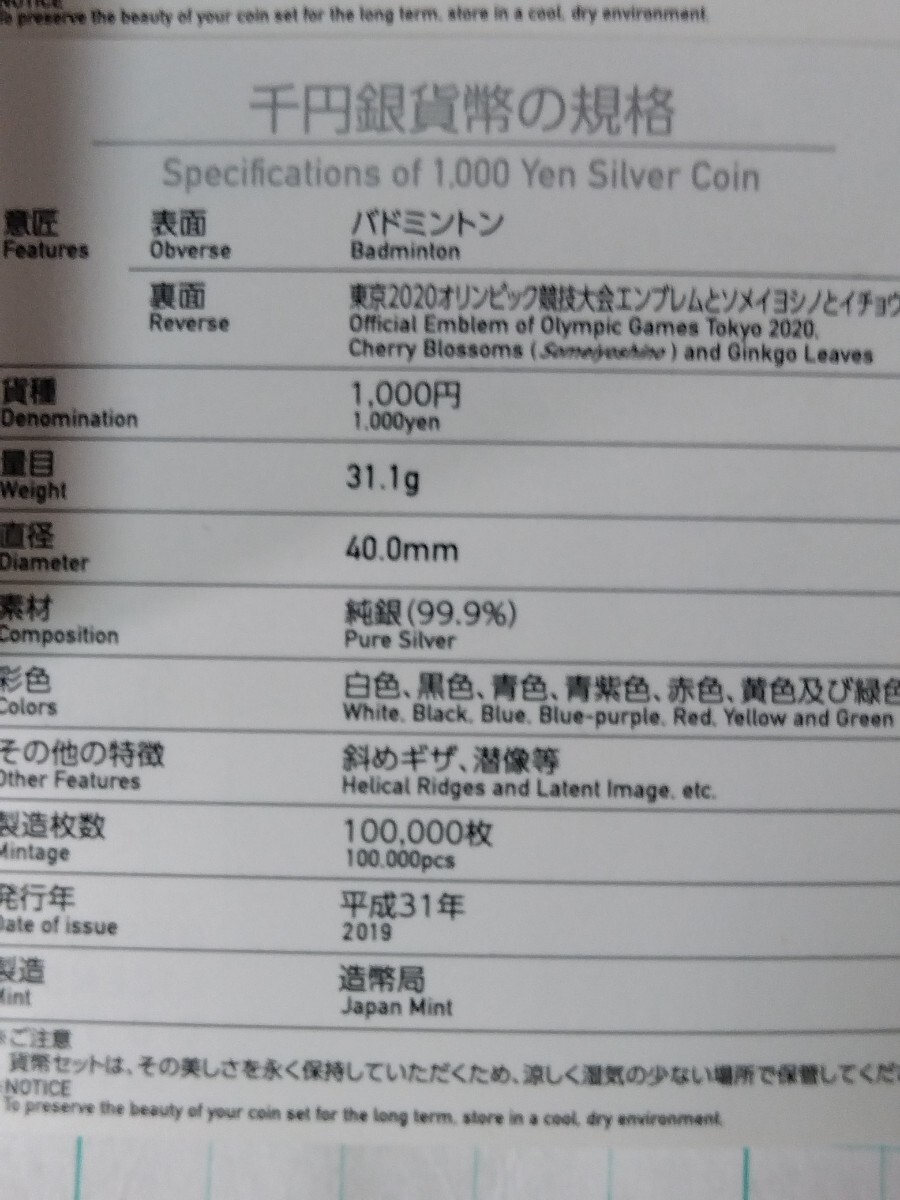 To preserve the beauty of your coin set for the long term, store in a cool, dry environment.
千円銀貨幣の規格
Specifications of 1,000 Yen Silver Coin
意匠 表面 バドミントン
Features Obverse Badminton
裏面 東京2020オリンピック競技大会エンブレムとソメイヨシノとイチョウ
Reverse Official Emblem of Olympic Games Tokyo 2020,
Cherry Blossoms (Someiyoshino) and Ginkgo Leaves
貨種 1,000円
Denomination 1,000yen
量目 31.1g
Weight
直径 40.0mm
Diameter
素材 純銀(99.9%)
Composition Pure Silver
彩色 白色、黒色、青色、青紫色、赤色、黄色及び緑色
Colors White, Black, Blue, Blue-purple, Red, Yellow and Green
その他の特徴 斜めギザ、潜像等
Other Features Helical Ridges and Latent Image, etc.
製造枚数 100,000枚
Mintage 100,000pcs
発行年 平成31年
Date of issue 2019
製造 造幣局
Mint Japan Mint
※ご注意
貨幣セットは、その美しさを永く保持していただくため、涼しく湿気の少ない場所で保管してくだ
NOTICE
To preserve the beauty of your coin set for the long term, store in a cool, dry environment.